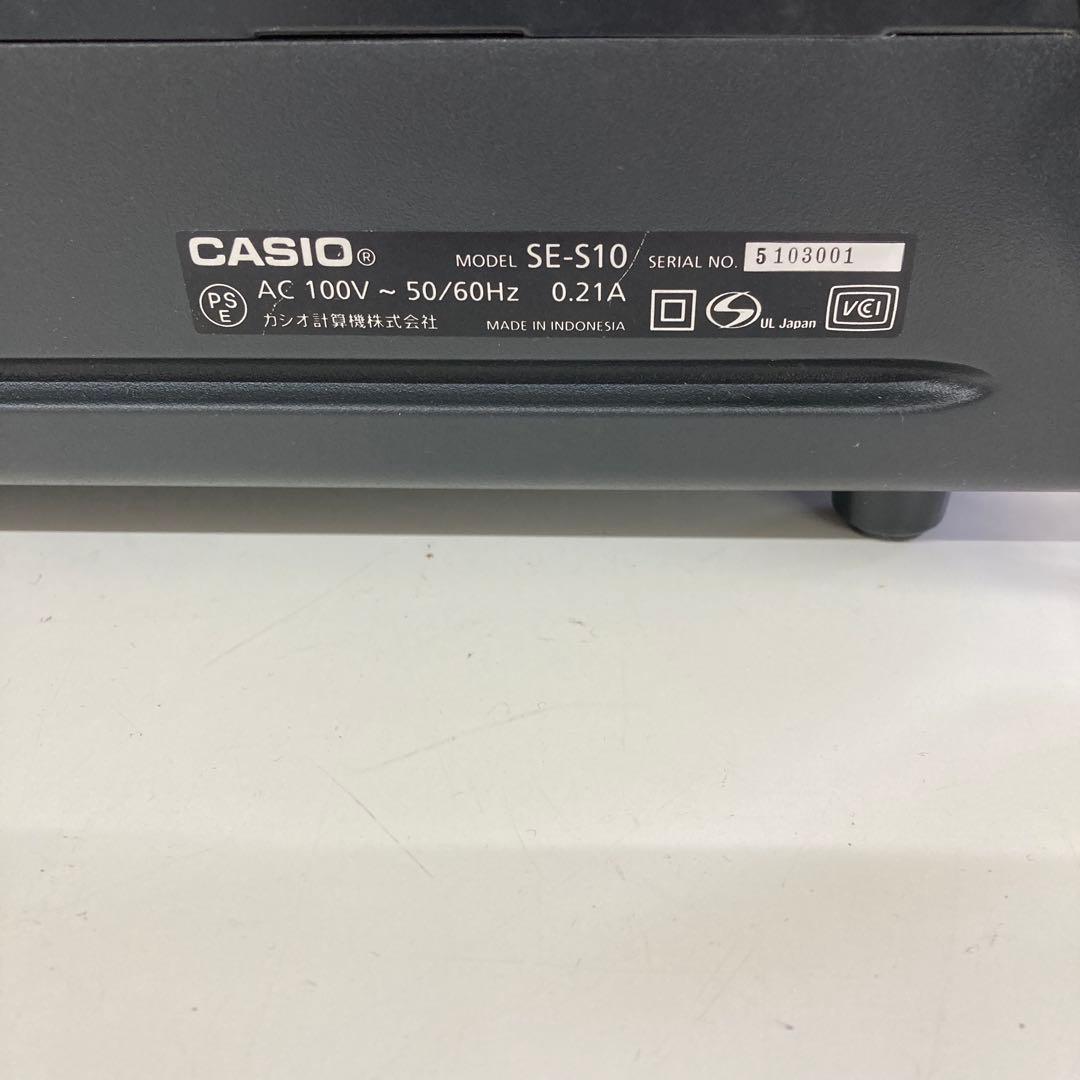 CASIO® MODEL SE-S10 SERIAL NO. 5103001
PS E AC 100V ~ 50/60Hz 0.21A
カシオ計算機株式会社 MADE IN INDONESIA
S UL Japan VCI